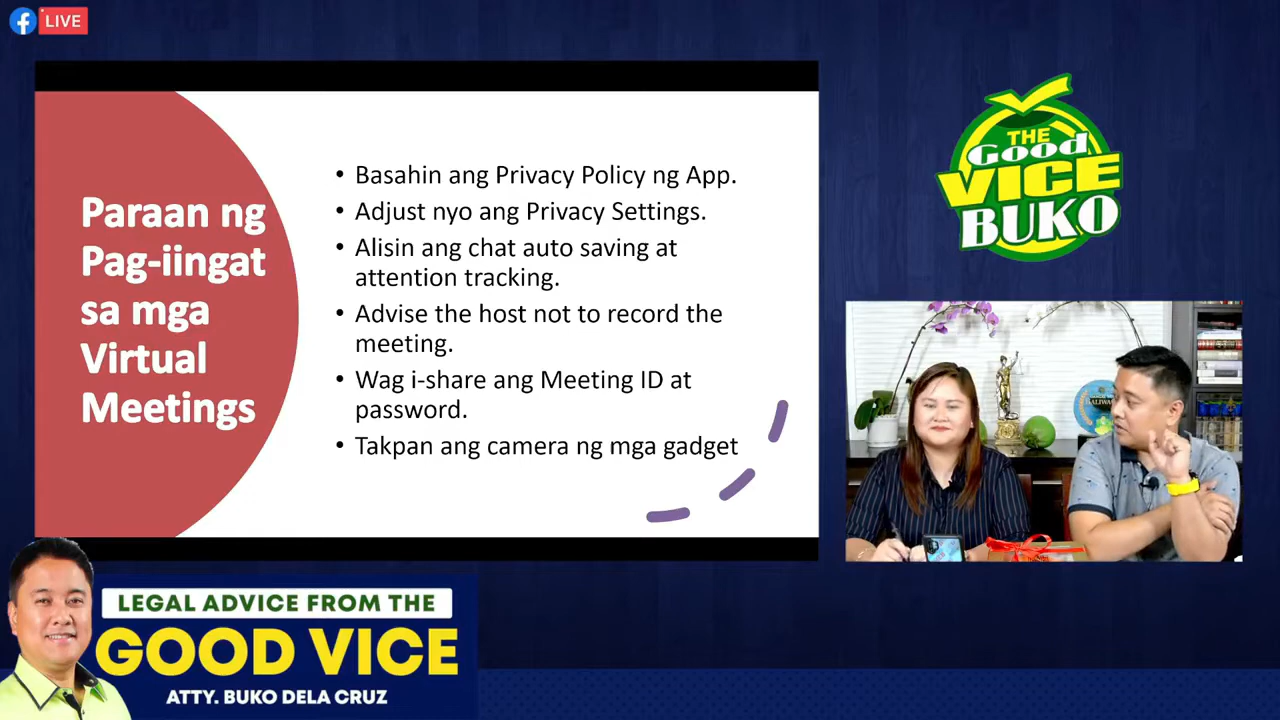 LIVE
Paraan ng
Pag-iingat
sa mga
Virtual
Meetings
• Basahin ang Privacy Policy ng App.
• Adjust nyo ang Privacy Settings.
• Alisin ang chat auto saving at
attention tracking.
• Advise the host not to record the
meeting.
• Wag i-share ang Meeting ID at
password.
• Takpan ang camera ng mga gadget
THE
Good
VICE
BUKO
LEGAL ADVICE FROM THE
GOOD VICE
ATTY. BUKO DELA CRUZ